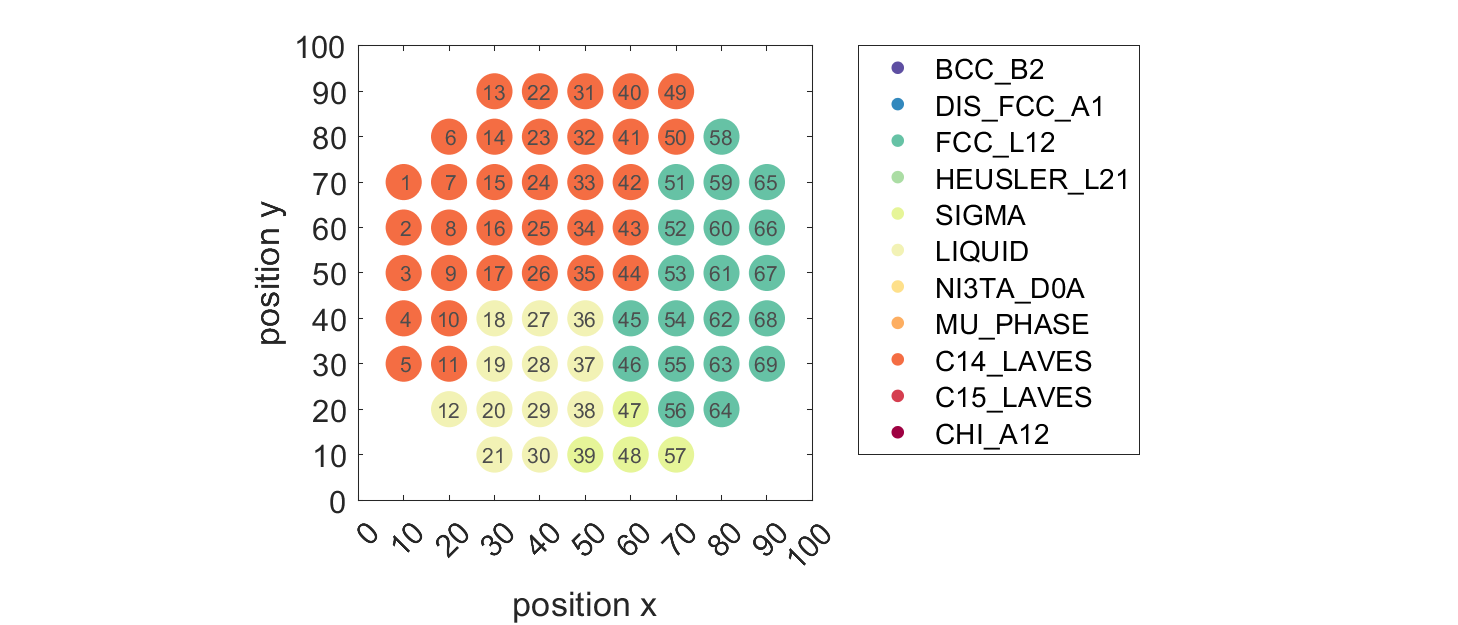 100
90
13 22 31 40 49
80
6 14 23 32 41 50 58
70
1 7 15 24 33 42 51 59 65
60
2 8 16 25 34 43 52 60 66
50
3 9 17 26 35 44 53 61 67
40
4 10 18 27 36 45 54 62 68
30
5 11 19 28 37 46 55 63 69
20
12 20 29 38 47 56 64
10
21 30 39 48 57
0
position y
0 10 20 30 40 50 60 70 80 90 100
position x
BCC_B2
DIS_FCC_A1
FCC_L12
HEUSLER_L21
SIGMA
LIQUID
NI3TA_D0A
MU_PHASE
C14_LAVES
C15_LAVES
CHI_A12